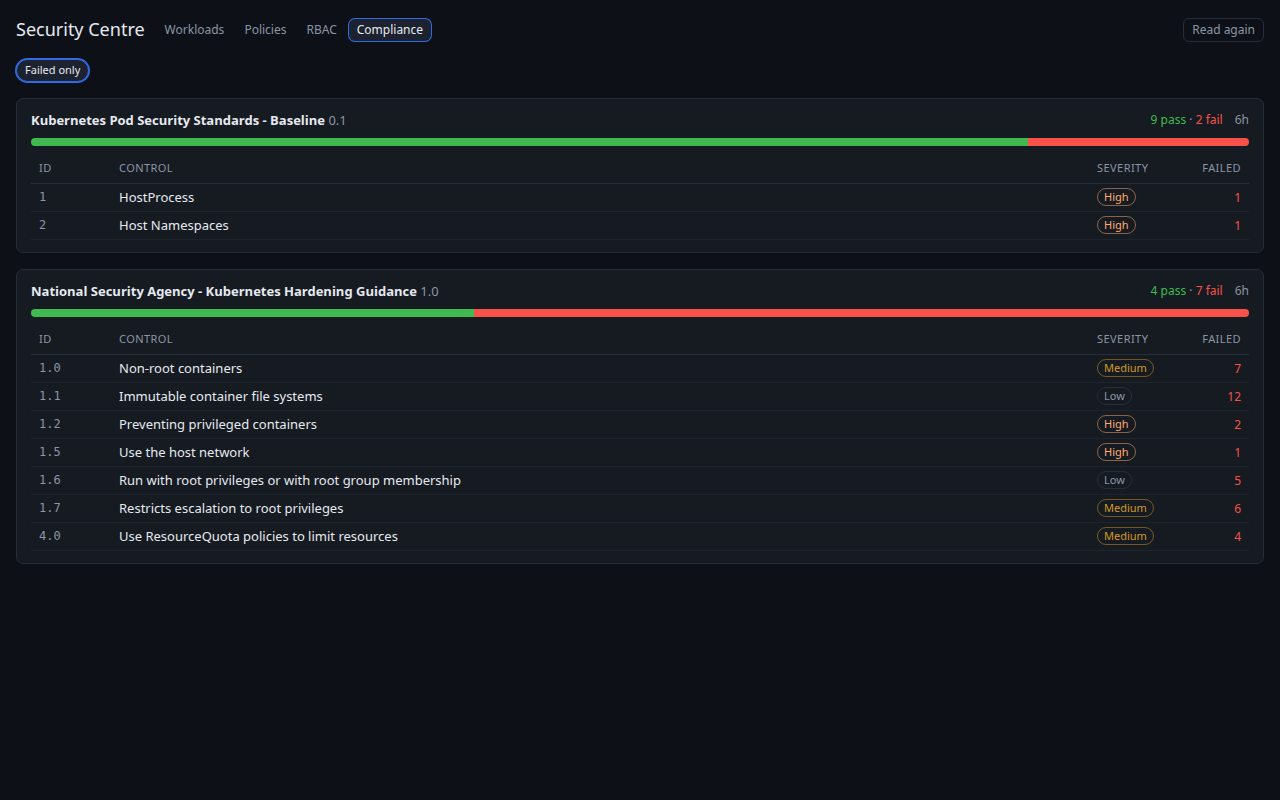 Security Centre Workloads Policies RBAC Compliance Read again
Failed only
Kubernetes Pod Security Standards - Baseline 0.1 9 pass · 2 fail 6h
ID CONTROL SEVERITY FAILED
1 HostProcess High 1
2 Host Namespaces High 1
National Security Agency - Kubernetes Hardening Guidance 1.0 4 pass · 7 fail 6h
ID CONTROL SEVERITY FAILED
1.0 Non-root containers Medium 7
1.1 Immutable container file systems Low 12
1.2 Preventing privileged containers High 2
1.5 Use the host network High 1
1.6 Run with root privileges or with root group membership Low 5
1.7 Restricts escalation to root privileges Medium 6
4.0 Use ResourceQuota policies to limit resources Medium 4